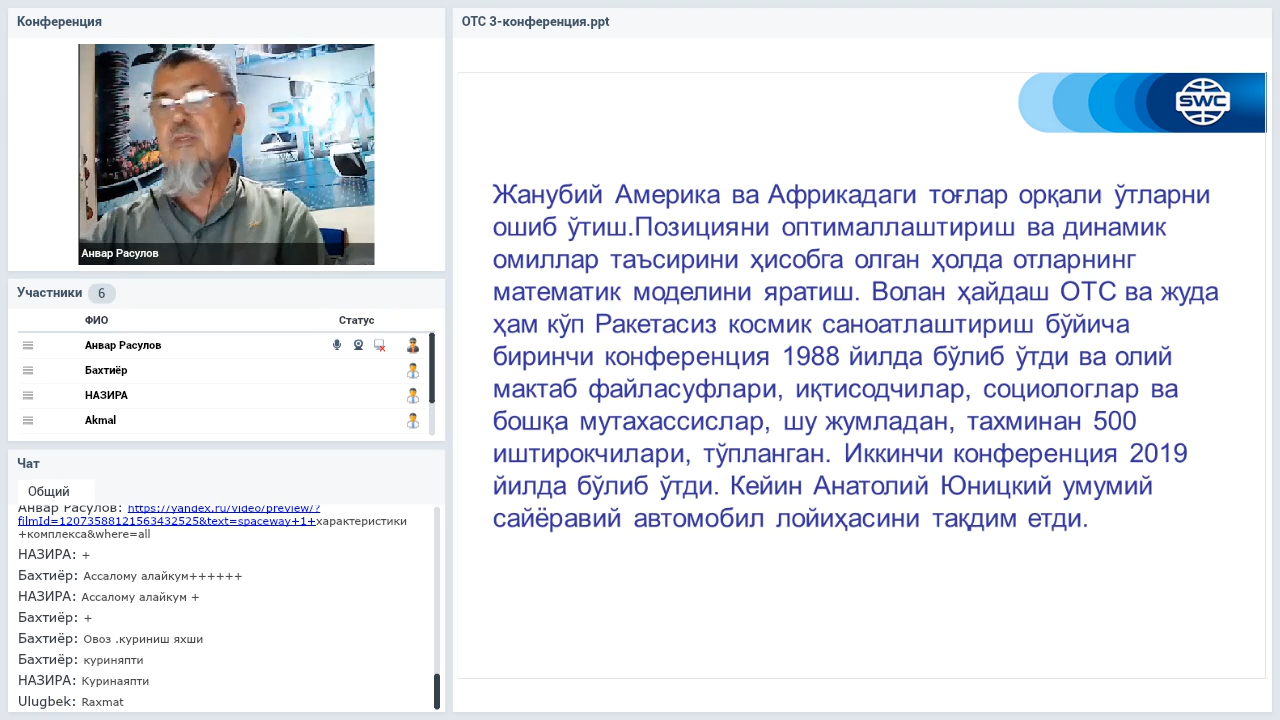 Конференция
Анвар Расулов
Участники 6
ФИО Статус
Анвар Расулов
Бахтиёр
НАЗИРА
Akmal
Чат
Общий
Анвар Расулов: https://yandex.ru/video/preview/?
filmId=12073588121563432525&text=spaceway+1+характеристики
+комплекса&where=all
НАЗИРА: +
Бахтиёр: Ассалому алайкум++++++
НАЗИРА: Ассалому алайкум +
Бахтиёр: +
Бахтиёр: Овоз .куриниш яхши
Бахтиёр: куриняпти
НАЗИРА: Куринаяпти
Ulugbek: Raxmat
ОТС 3-конференция.ppt
SWC
Жанубий Америка ва Африкадаги тоғлар орқали ўтларни
ошиб ўтиш.Позицияни оптималлаштириш ва динамик
омиллар таъсирини ҳисобга олган ҳолда отларнинг
математик моделини яратиш. Волан ҳайдаш ОТС ва жуда
ҳам кўп Ракетасиз космик саноатлаштириш бўйича
биринчи конференция 1988 йилда бўлиб ўтди ва олий
мактаб файласуфлари, иқтисодчилар, социологлар ва
бошқа мутахассислар, шу жумладан, тахминан 500
иштирокчилари, тўпланган. Иккинчи конференция 2019
йилда бўлиб ўтди. Кейин Анатолий Юницкий умумий
сайёравий автомобил лойиҳасини тақдим етди.